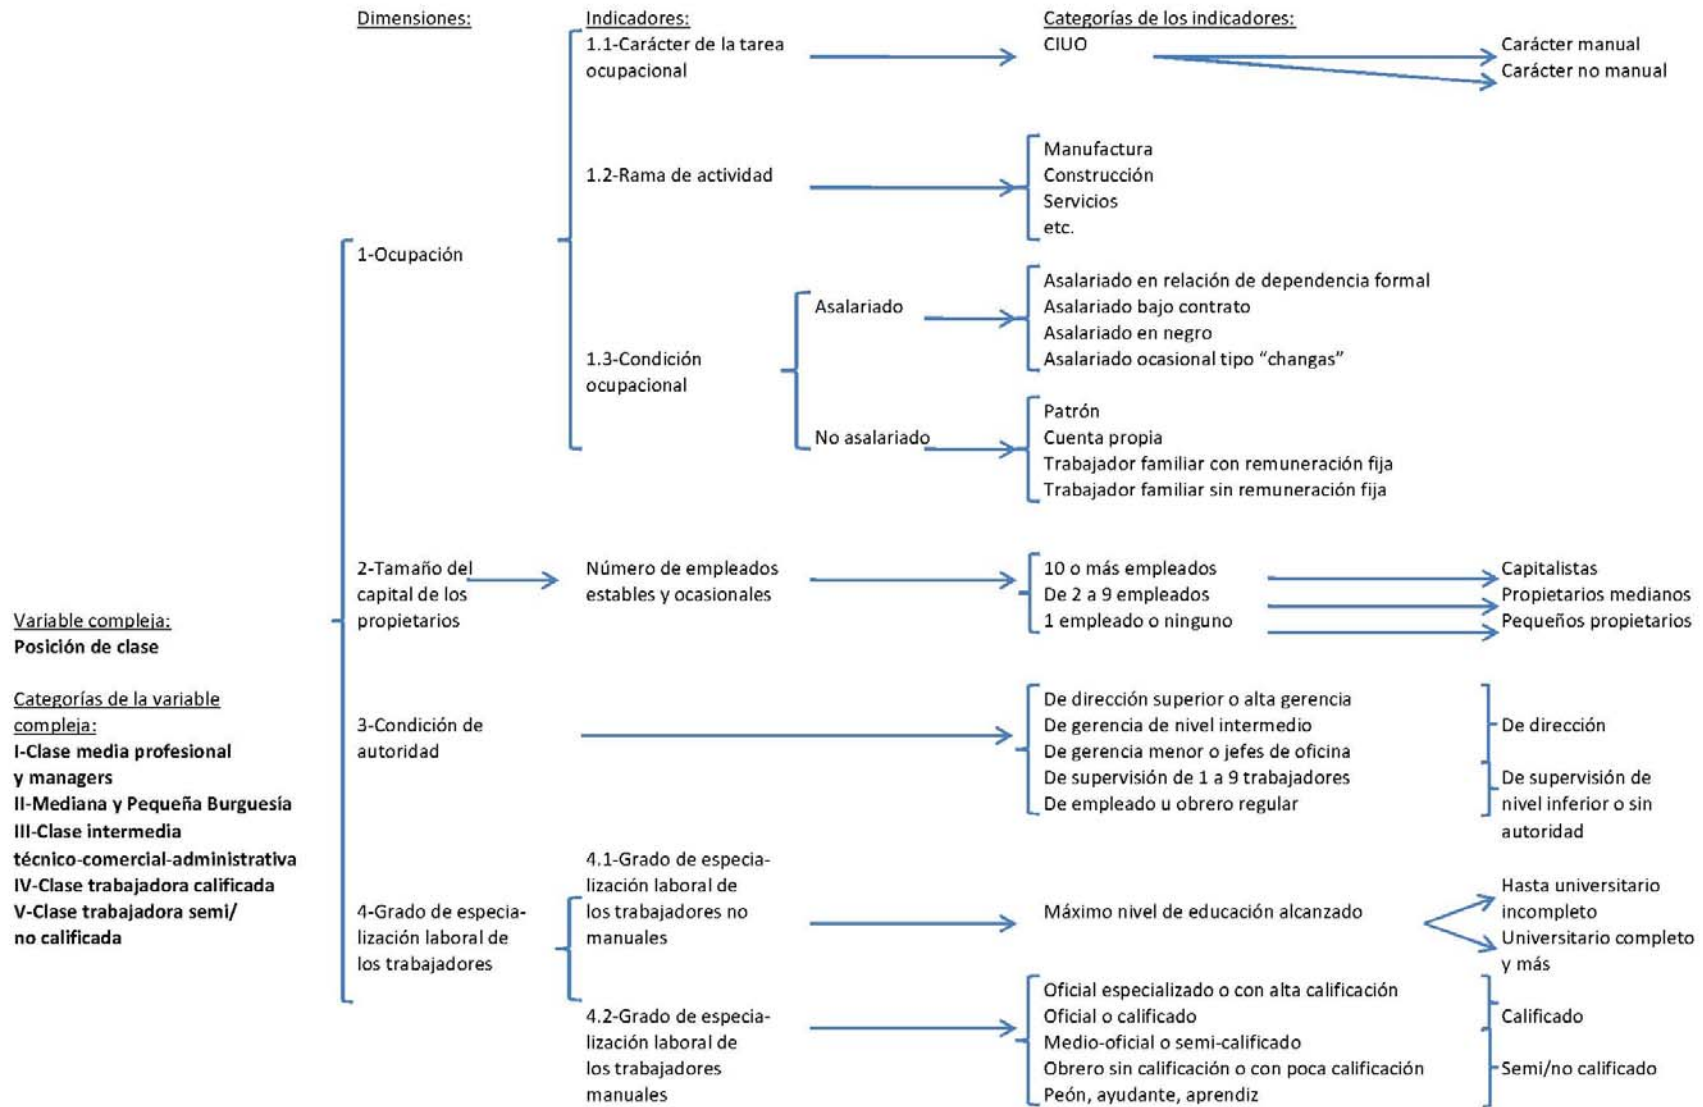 Dimensiones:
Indicadores:
Categorías de los indicadores:
1.1-Carácter de la tarea
ocupacional
CIUO
Carácter manual
Carácter no manual
1.2-Rama de actividad
Manufactura
Construcción
Servicios
etc.
1-Ocupación
1.3-Condición
ocupacional
Asalariado
Asalariado en relación de dependencia formal
Asalariado bajo contrato
Asalariado en negro
Asalariado ocasional tipo “changas”
No asalariado
Patrón
Cuenta propia
Trabajador familiar con remuneración fija
Trabajador familiar sin remuneración fija
2-Tamaño del
capital de los
propietarios
Número de empleados
estables y ocasionales
10 o más empleados
De 2 a 9 empleados
1 empleado o ninguno
Capitalistas
Propietarios medianos
Pequeños propietarios
Variable compleja:
Posición de clase
Categorías de la variable
compleja:
I-Clase media profesional
y managers
II-Mediana y Pequeña Burguesía
III-Clase intermedia
técnico-comercial-administrativa
IV-Clase trabajadora calificada
V-Clase trabajadora semi/
no calificada
3-Condición de
autoridad
De dirección superior o alta gerencia
De gerencia de nivel intermedio
De gerencia menor o jefes de oficina
De supervisión de 1 a 9 trabajadores
De empleado u obrero regular
De dirección
De supervisión de
nivel inferior o sin
autoridad
4-Grado de especia-
lización laboral de
los trabajadores
4.1-Grado de especia-
lización laboral de
los trabajadores no
manuales
Máximo nivel de educación alcanzado
Hasta universitario
incompleto
Universitario completo
y más
4.2-Grado de especia-
lización laboral de
los trabajadores
manuales
Oficial especializado o con alta calificación
Oficial o calificado
Medio-oficial o semi-calificado
Obrero sin calificación o con poca calificación
Peón, ayudante, aprendiz
Calificado
Semi/no calificado